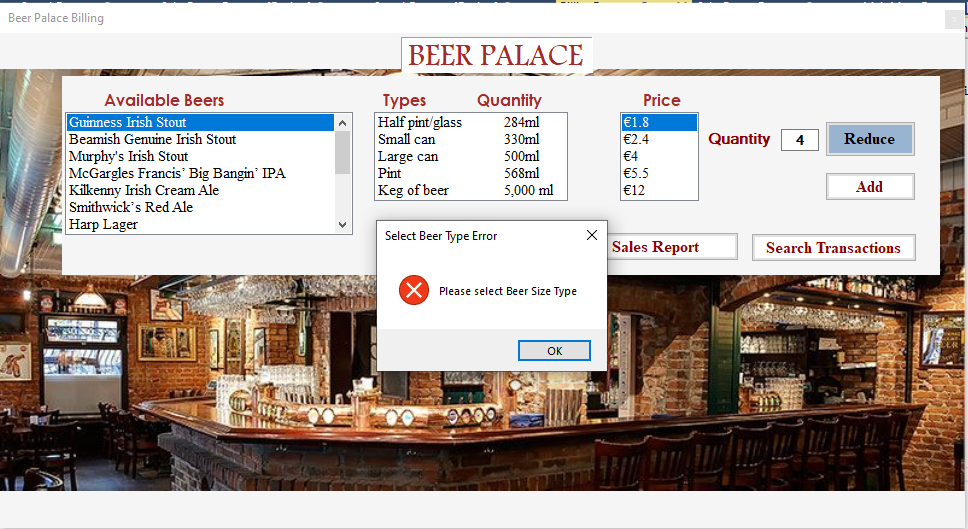 Beer Palace Billing
BEER PALACE
Available Beers
Types Quantity
Price
Guinness Irish Stout
Beamish Genuine Irish Stout
Murphy's Irish Stout
McGargles Francis’ Big Bangin’ IPA
Kilkenny Irish Cream Ale
Smithwick’s Red Ale
Harp Lager
Half pint/glass 284ml
Small can 330ml
Large can 500ml
Pint 568ml
Keg of beer 5,000 ml
€1.8
€2.4
€4
€5.5
€12
Quantity 4 Reduce
Add
Sales Report
Search Transactions
Select Beer Type Error
Please select Beer Size Type
OK